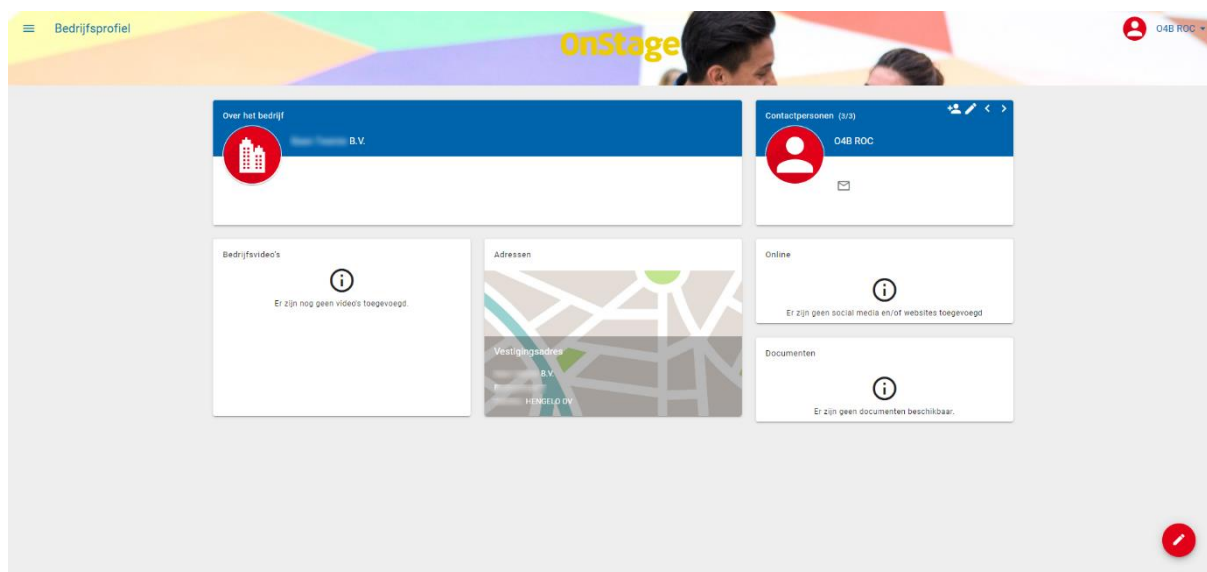 Bedrijfsprofiel
OnStage
O4B ROC
Over het bedrijf
B.V.
Contactpersonen (3/3)
O4B ROC
Bedrijfsvideo's
Er zijn nog geen video's toegevoegd.
Adressen
Vestigingsadres
B.V.
HENGELO OV
Online
Er zijn geen social media en/of websites toegevoegd
Documenten
Er zijn geen documenten beschikbaar.